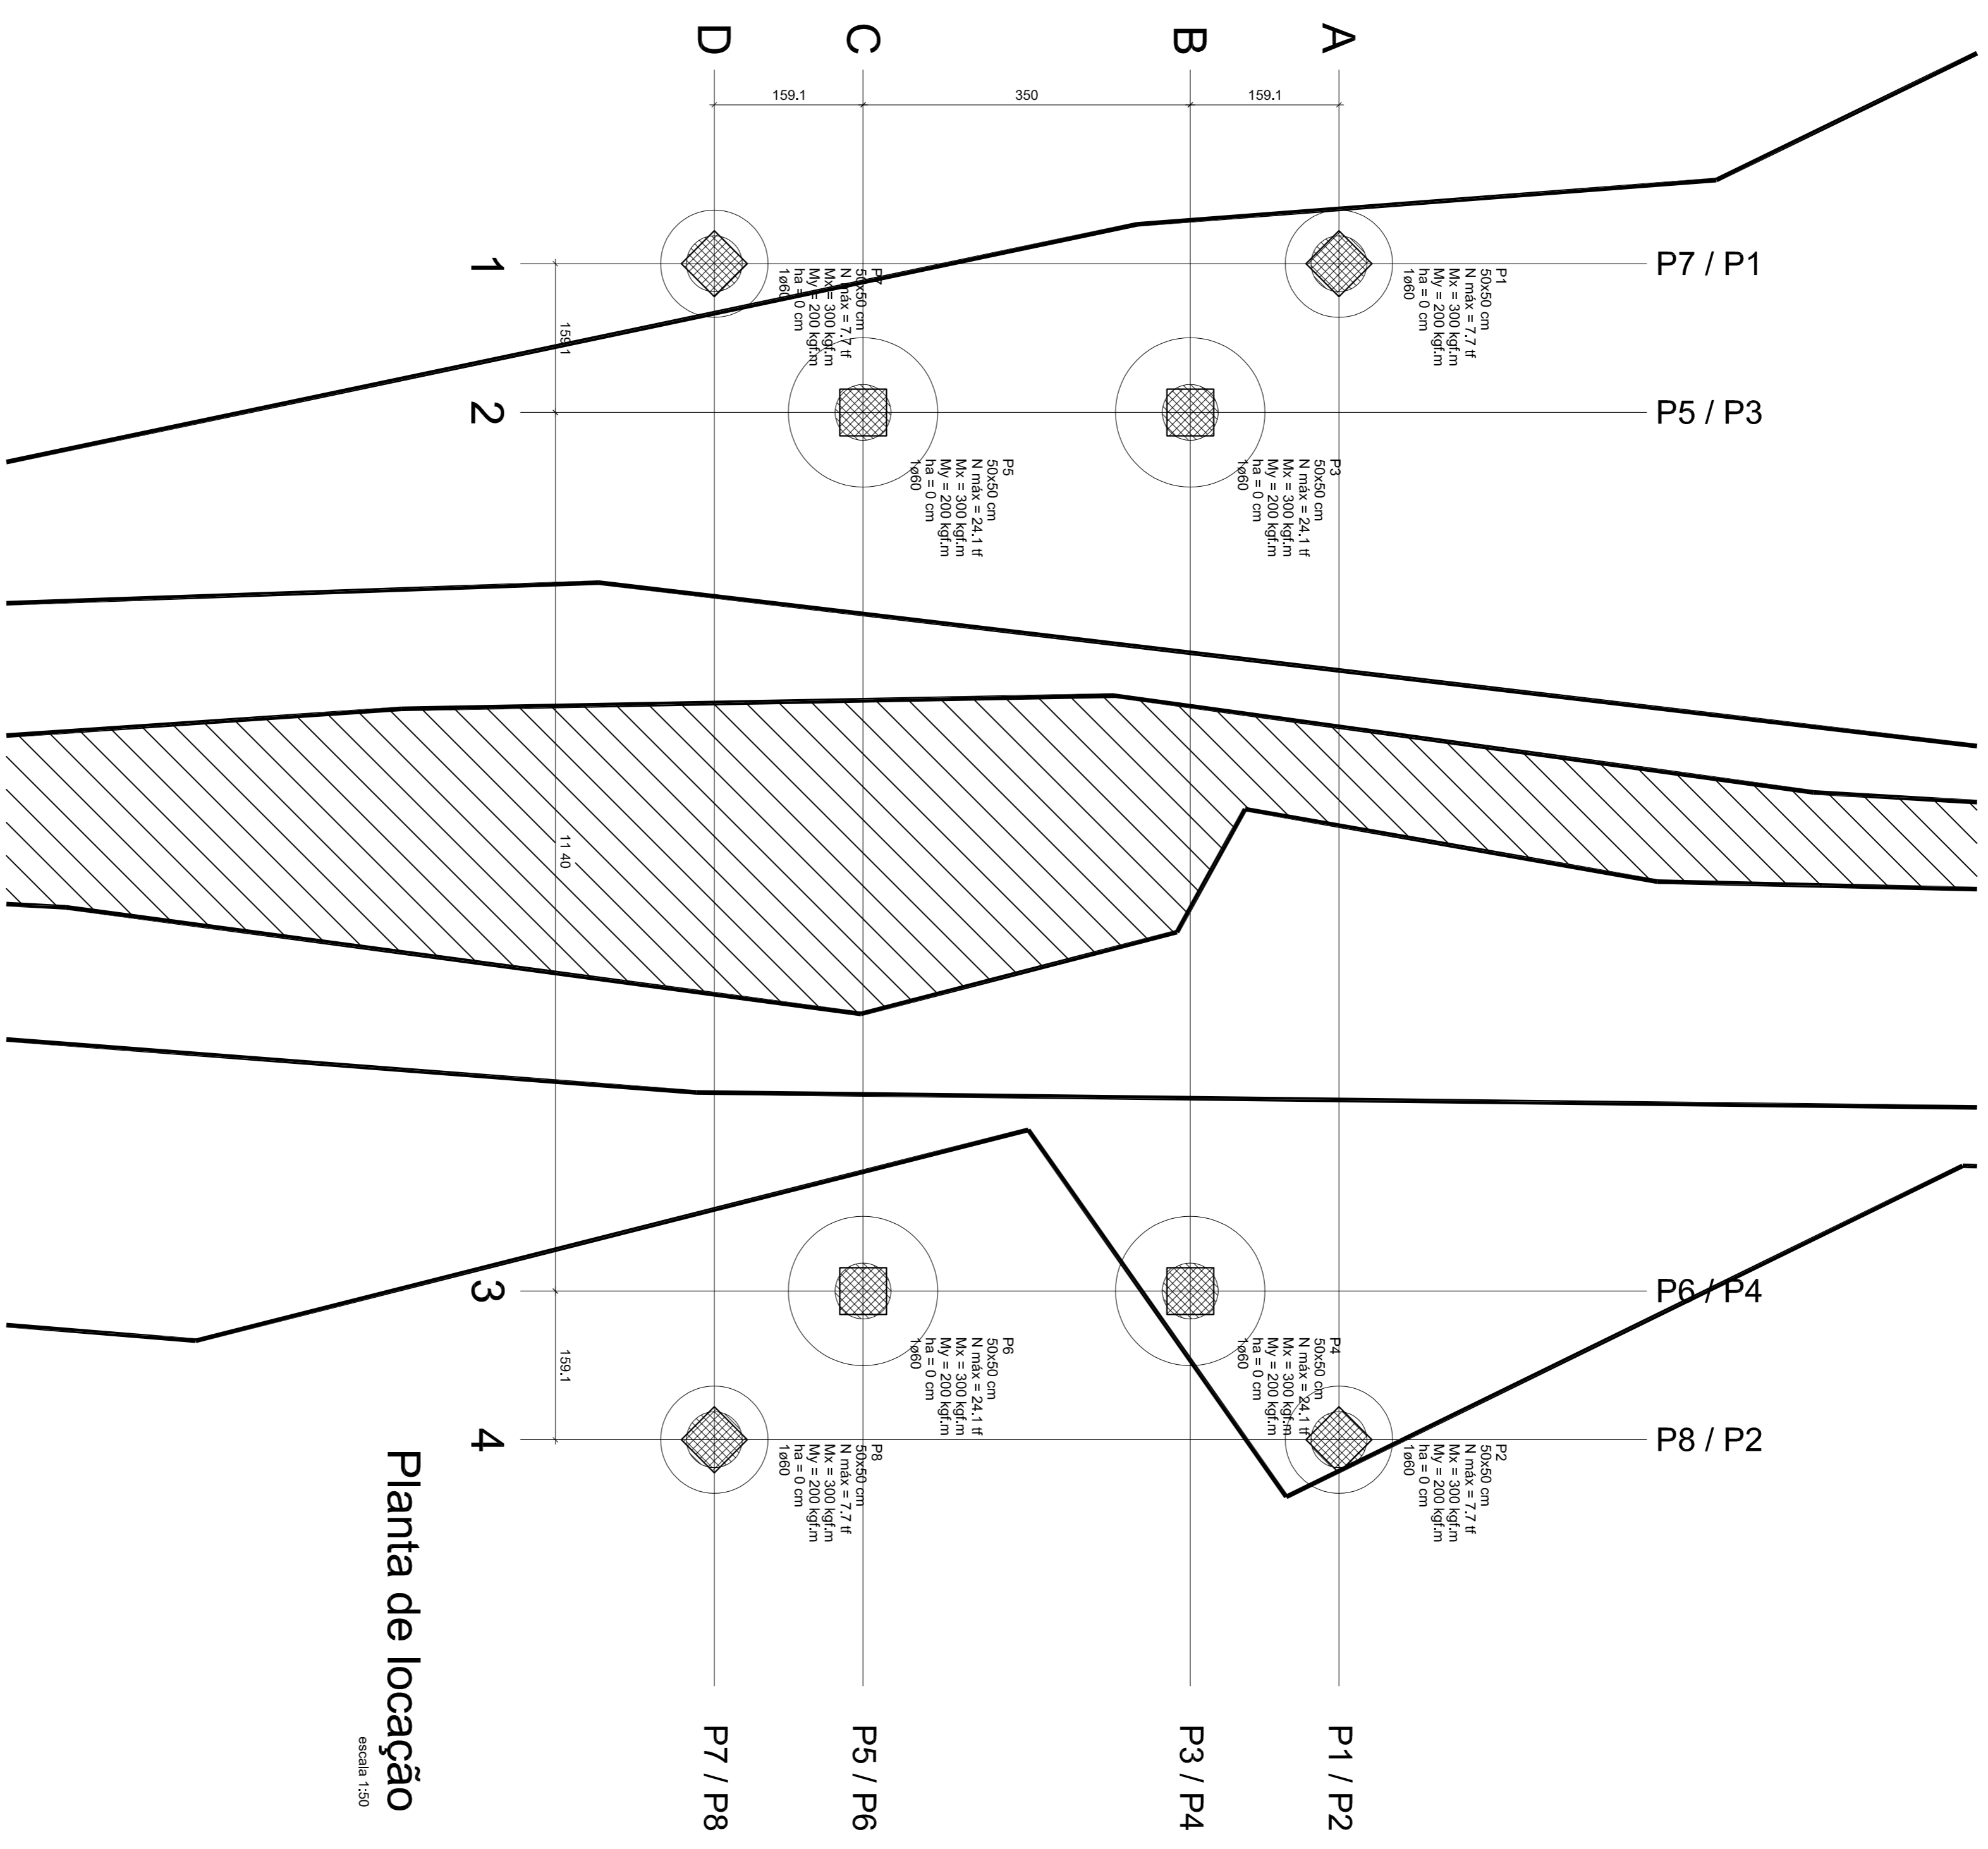 D
C
B
A
159.1
350
159.1
1
P7 / P1
P7
50x50 cm
N máx = 7.7 tf
Mx = 300 kgf.m
My = 200 kgf.m
ha = 0 cm
1ø60
P1
50x50 cm
N máx = 7.7 tf
Mx = 300 kgf.m
My = 200 kgf.m
ha = 0 cm
1ø60
159.1
2
P5 / P3
P5
50x50 cm
N máx = 24.1 tf
Mx = 300 kgf.m
My = 200 kgf.m
ha = 0 cm
1ø60
P3
50x50 cm
N máx = 24.1 tf
Mx = 300 kgf.m
My = 200 kgf.m
ha = 0 cm
1ø60
11 40
3
P6 / P4
P6
50x50 cm
N máx = 24.1 tf
Mx = 300 kgf.m
My = 200 kgf.m
ha = 0 cm
1ø60
P4
50x50 cm
N máx = 24.1 tf
Mx = 300 kgf.m
My = 200 kgf.m
ha = 0 cm
1ø60
159.1
4
P8 / P2
P8
50x50 cm
N máx = 7.7 tf
Mx = 300 kgf.m
My = 200 kgf.m
ha = 0 cm
1ø60
P2
50x50 cm
N máx = 7.7 tf
Mx = 300 kgf.m
My = 200 kgf.m
ha = 0 cm
1ø60
P7 / P8
P5 / P6
P3 / P4
P1 / P2
Planta de locação
escala 1:50